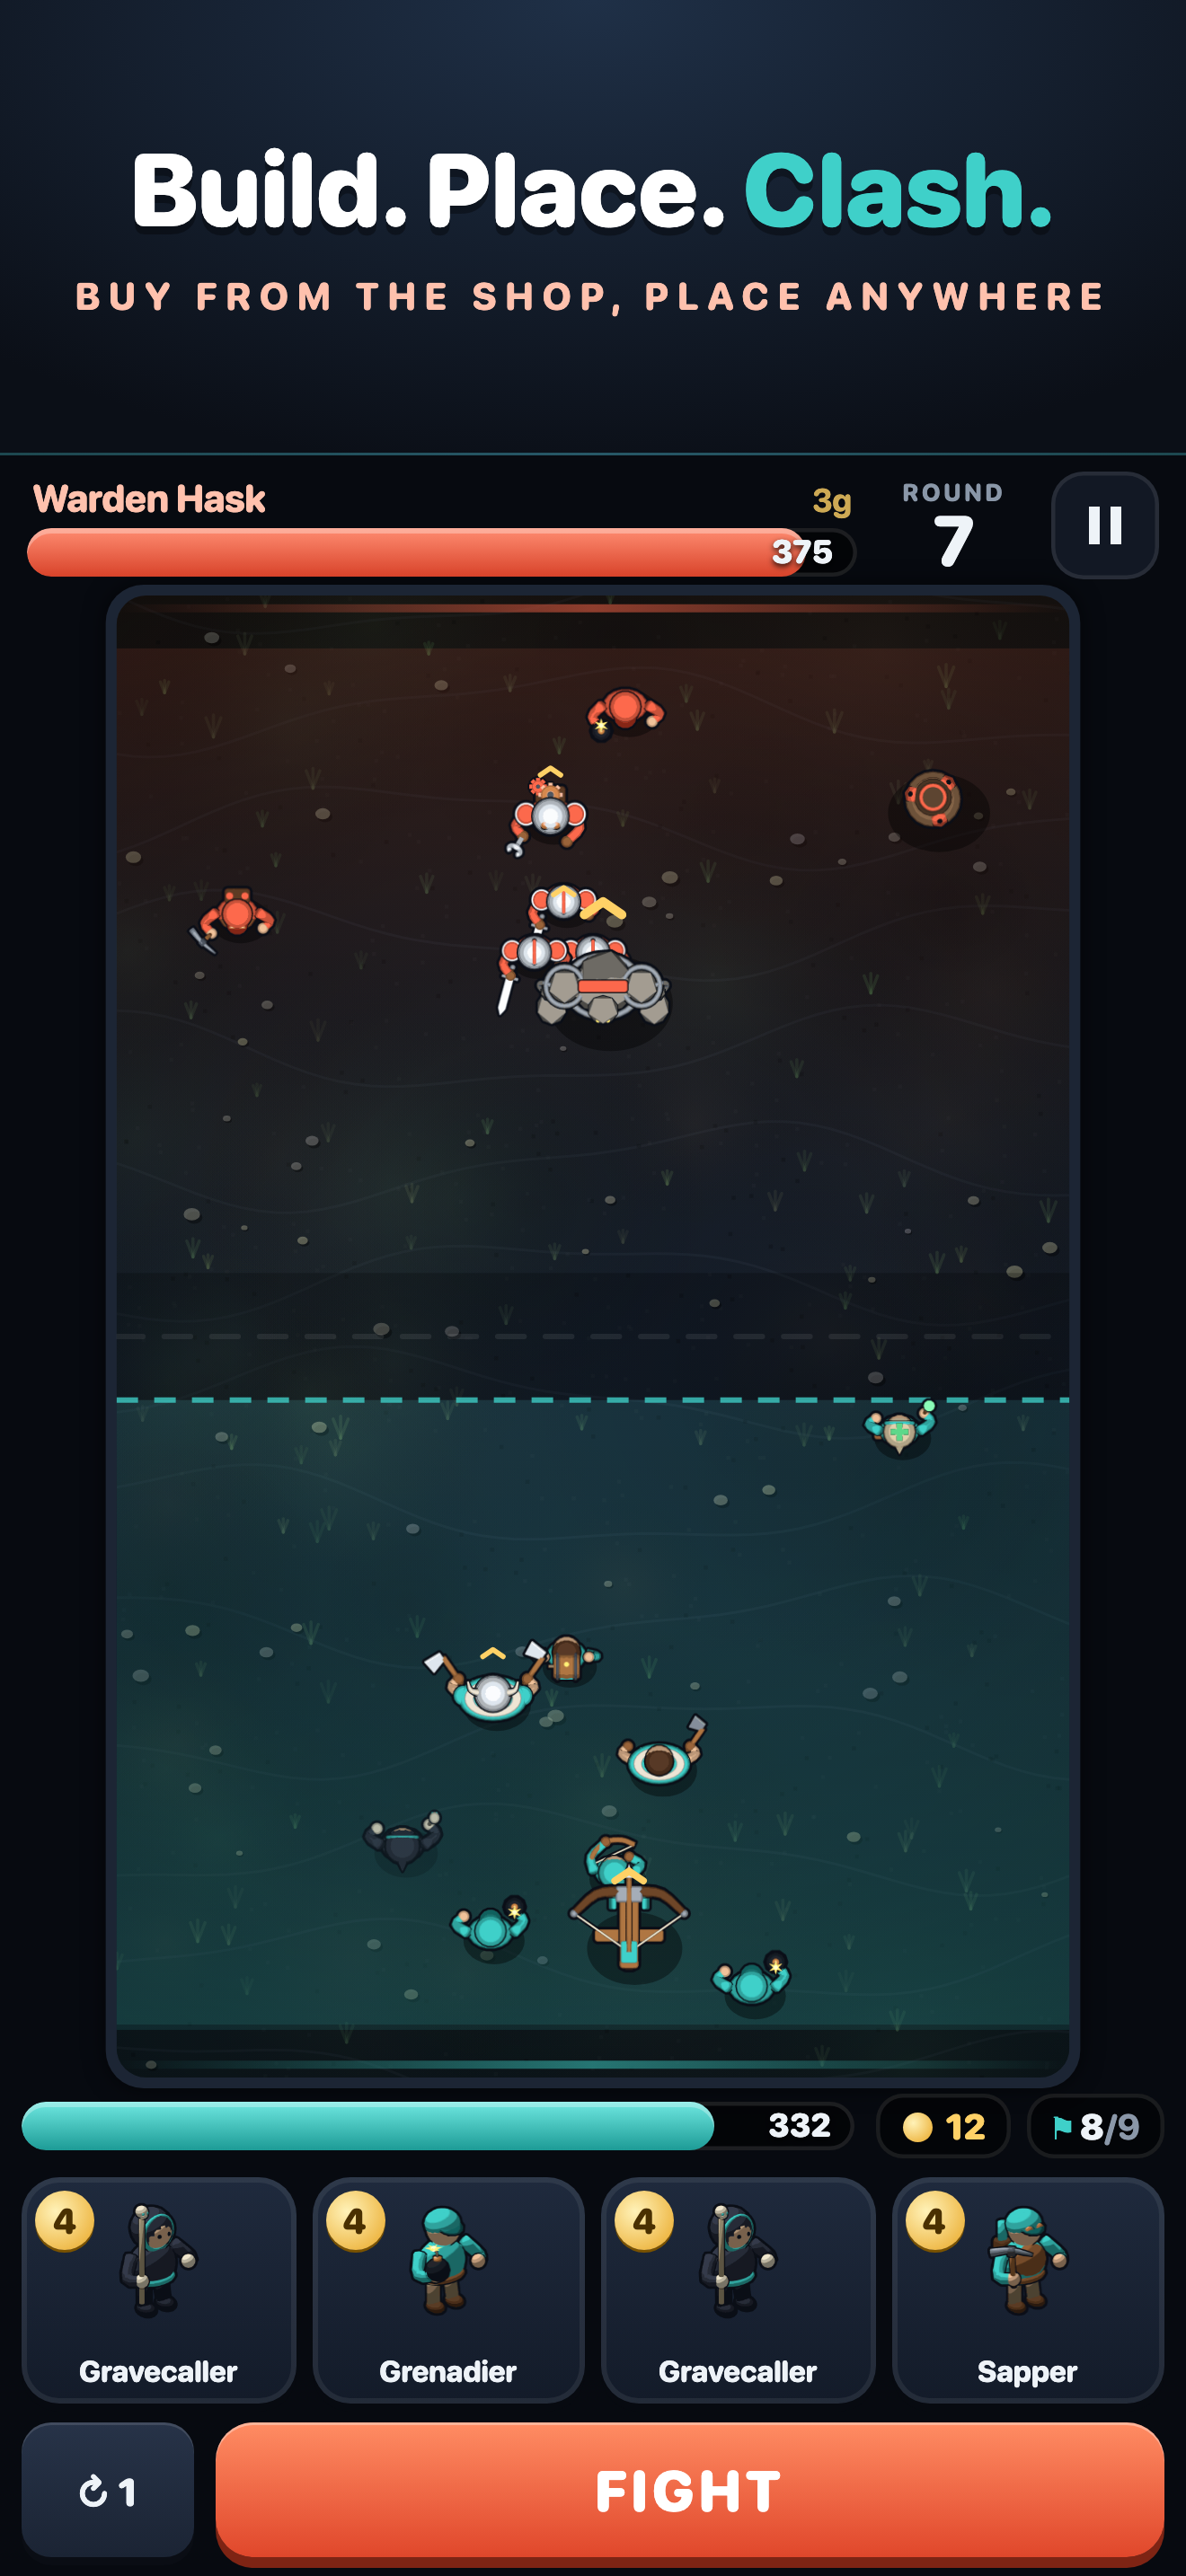 Build. Place. Clash.
BUY FROM THE SHOP, PLACE ANYWHERE
Warden Hask
3g
375
ROUND
7
332
12
8/9
4
Gravecaller
4
Grenadier
4
Gravecaller
4
Sapper
1
FIGHT